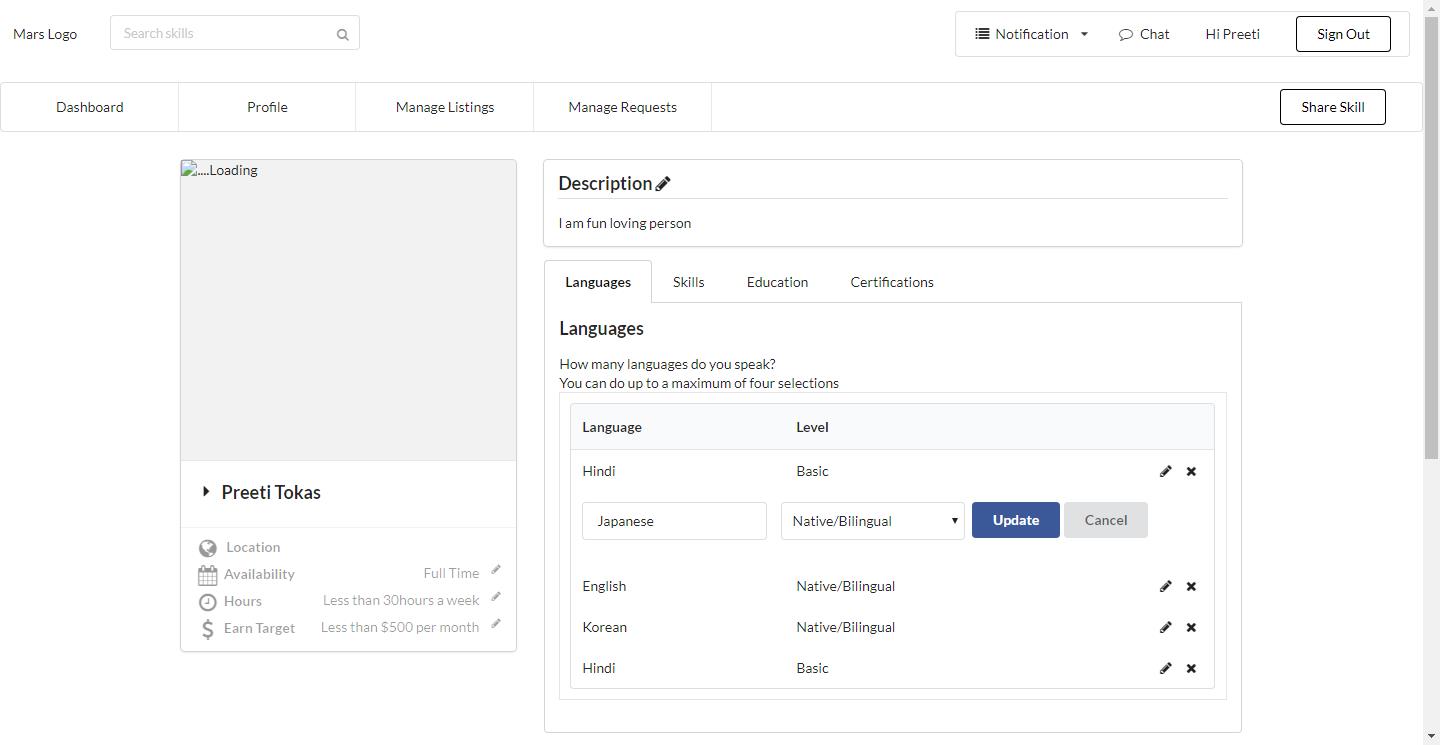 Mars Logo
Search skills
Notification
Chat
Hi Preeti
Sign Out
Dashboard
Profile
Manage Listings
Manage Requests
Share Skill
....Loading
Preeti Tokas
Location
Availability Full Time
Hours Less than 30hours a week
Earn Target Less than $500 per month
Description
I am fun loving person
Languages
Skills
Education
Certifications
Languages
How many languages do you speak?
You can do up to a maximum of four selections
Language Level
Hindi Basic
Japanese Native/Bilingual Update Cancel
English Native/Bilingual
Korean Native/Bilingual
Hindi Basic